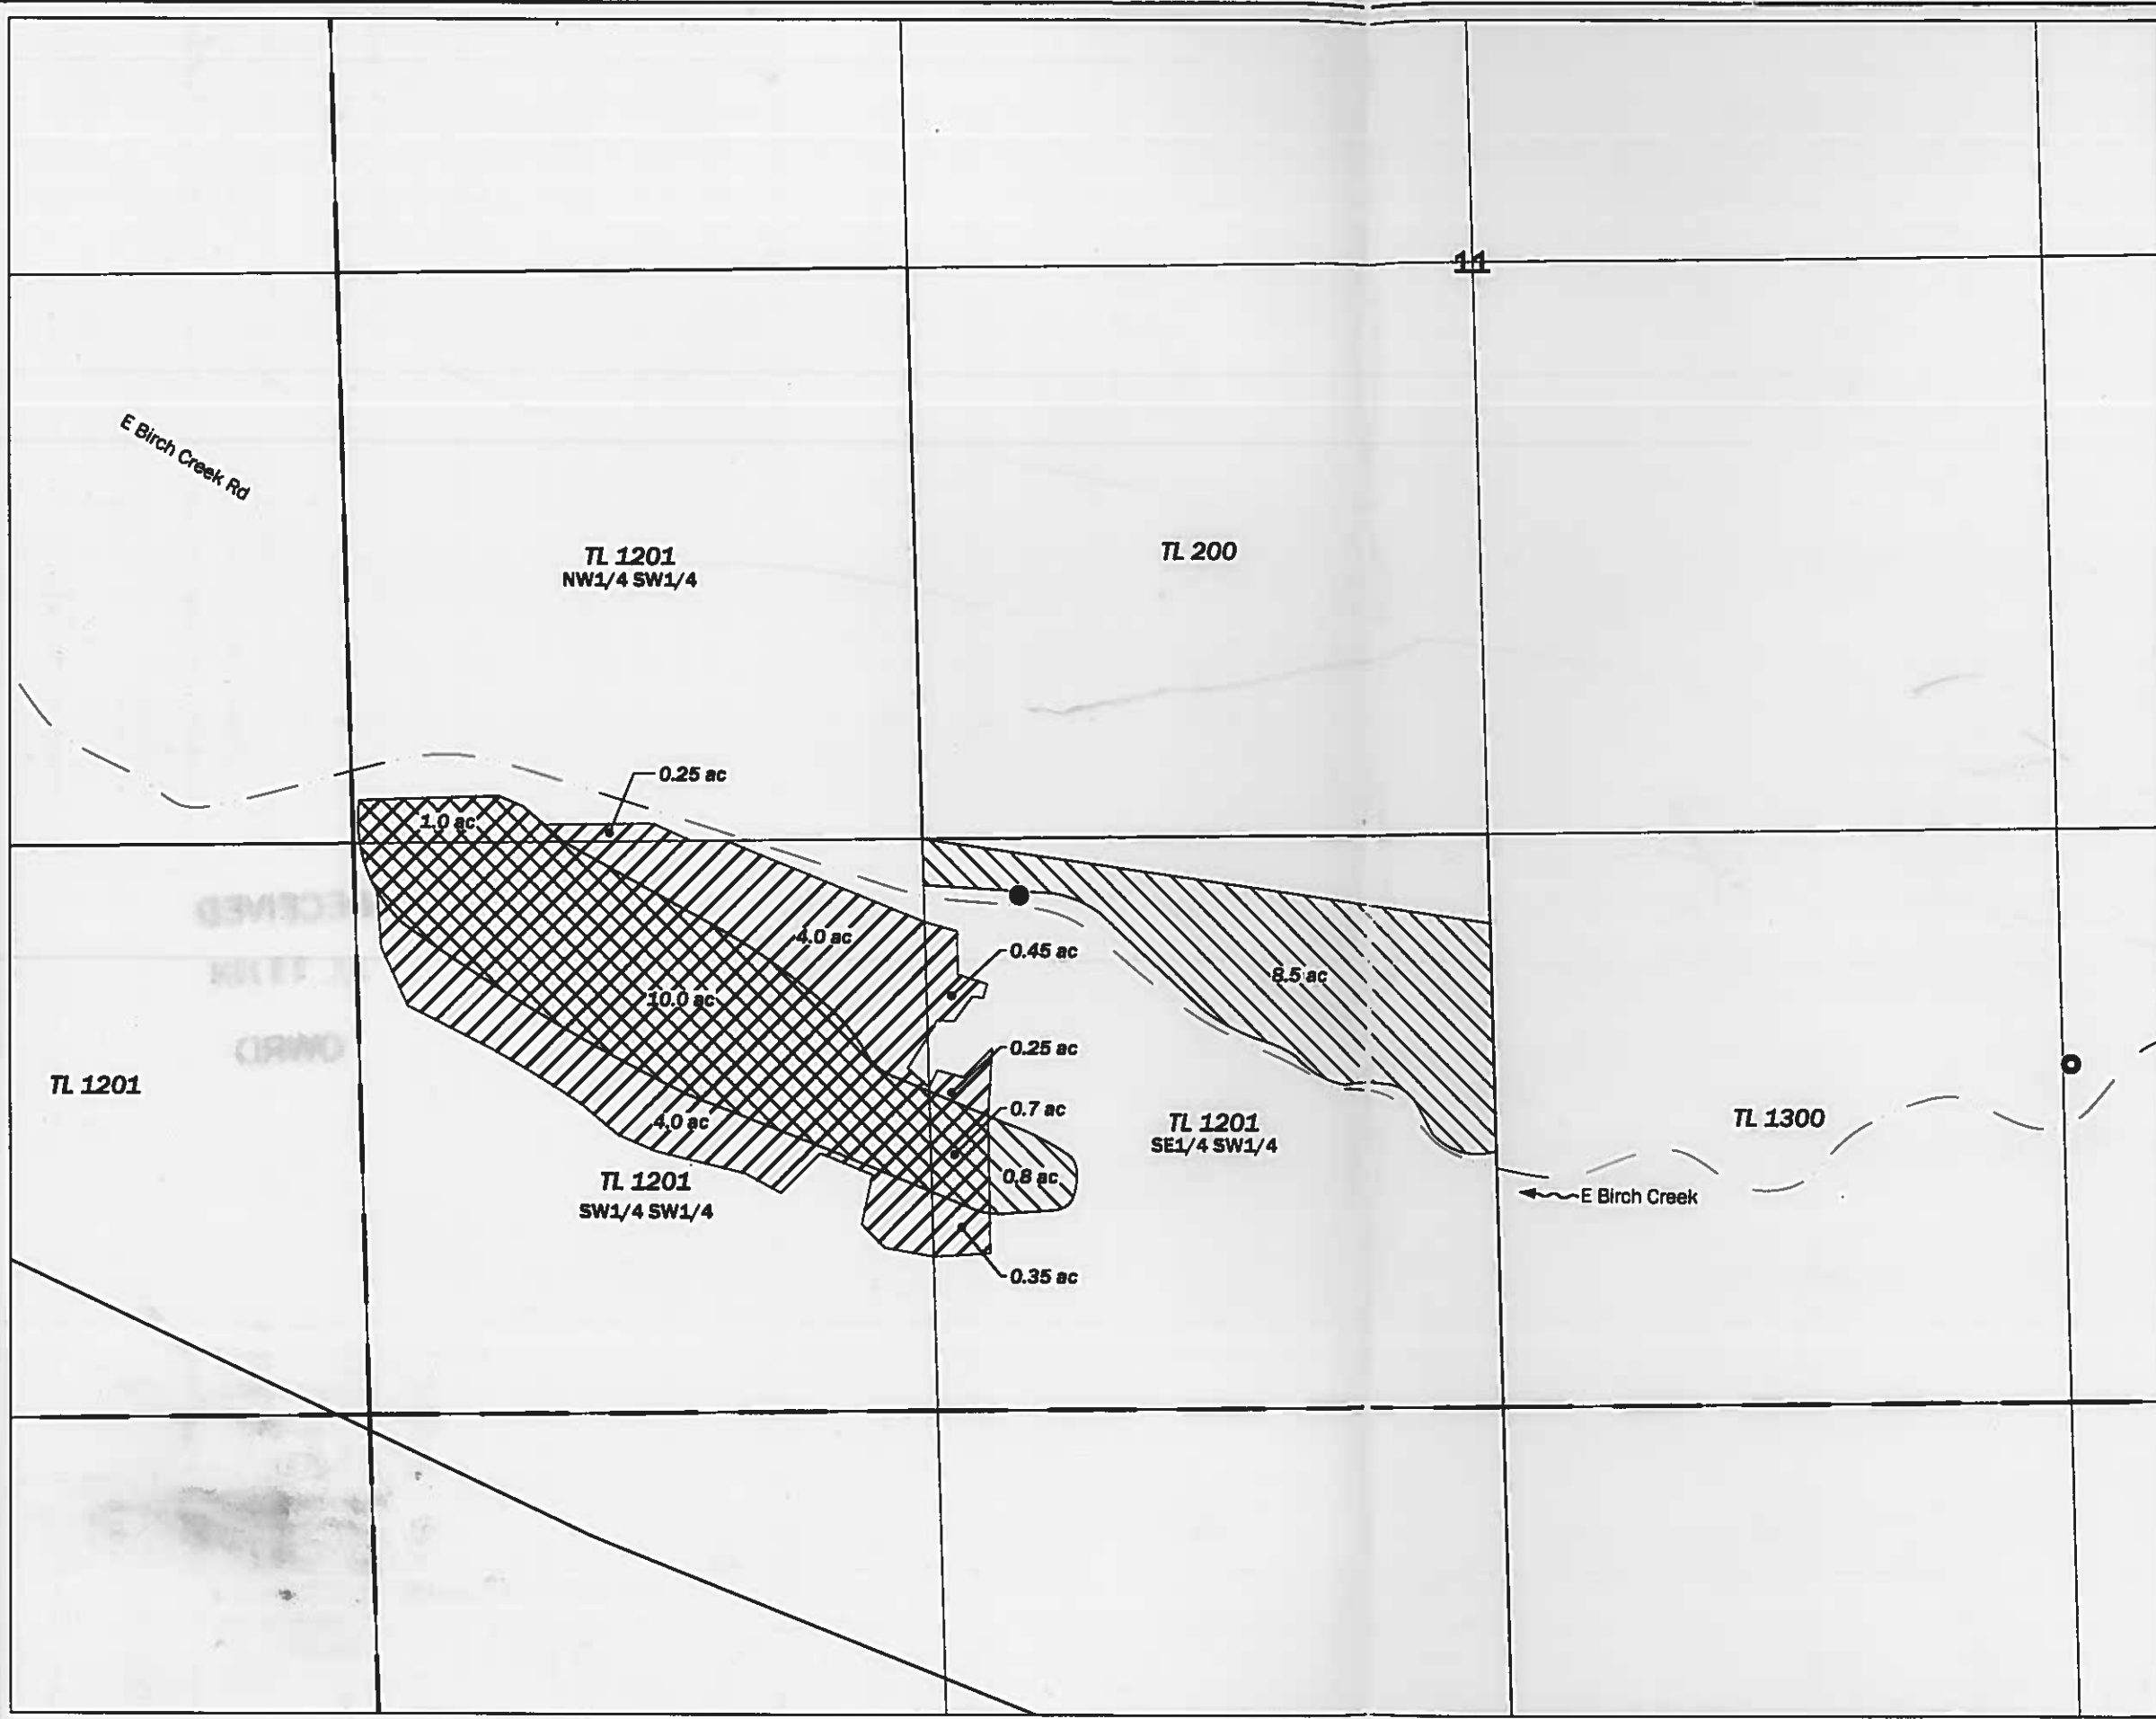 11
E Birch Creek Rd
TL 1201
NW1/4 SW1/4
TL 200
0.25 ac
1.0 ac
4.0 ac
0.45 ac
8.5 ac
10.0 ac
0.25 ac
TL 1201
0.7 ac
4.0 ac
TL 1201
SE1/4 SW1/4
TL 1300
0.8 ac
TL 1201
SW1/4 SW1/4
E Birch Creek
0.35 ac
RECEIVED
OWRD